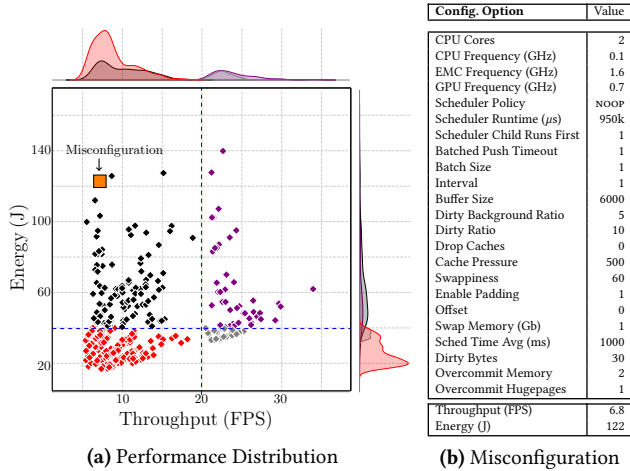 140
100
60
20
Energy (J)
Misconfiguration
10
20
30
Throughput (FPS)
(a) Performance Distribution
Config. Option Value
CPU Cores 2
CPU Frequency (GHz) 0.1
EMC Frequency (GHz) 1.6
GPU Frequency (GHz) 0.7
Scheduler Policy NOOP
Scheduler Runtime (μs) 950k
Scheduler Child Runs First 1
Batched Push Timeout 1
Batch Size 1
Interval 1
Buffer Size 6000
Dirty Background Ratio 5
Dirty Ratio 10
Drop Caches 0
Cache Pressure 500
Swappiness 60
Enable Padding 1
Offset 0
Swap Memory (Gb) 1
Sched Time Avg (ms) 1000
Dirty Bytes 30
Overcommit Memory 2
Overcommit Hugepages 1
Throughput (FPS) 6.8
Energy (J) 122
(b) Misconfiguration